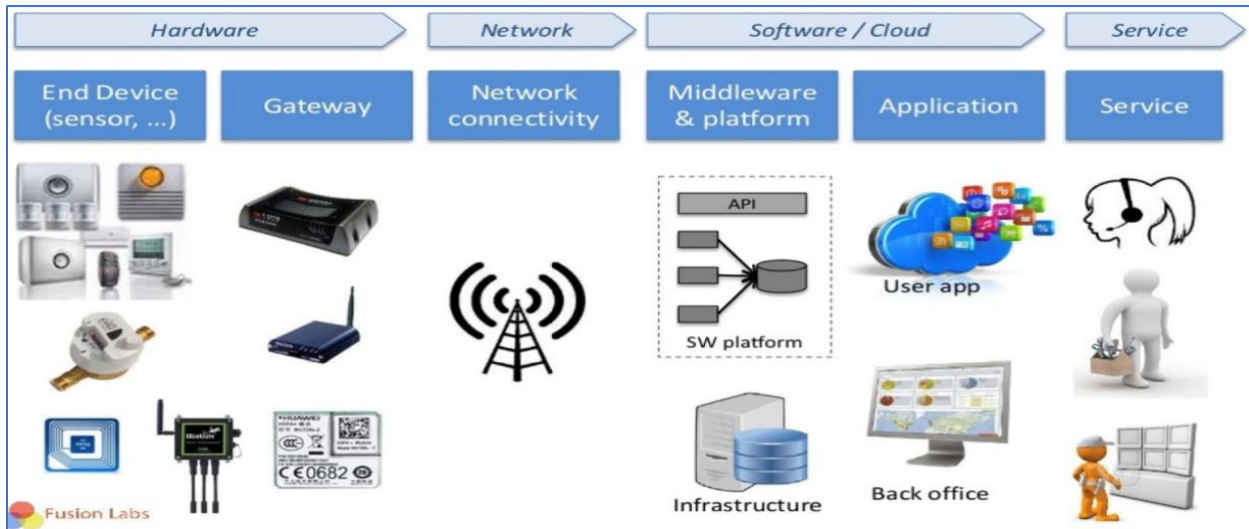 Hardware
Network
Software / Cloud
Service
End Device
(sensor, ...)
Gateway
Network
connectivity
Middleware
& platform
Application
Service
API
SW platform
User app
HUAWEI
CE0682
Infrastructure
Back office
Fusion Labs